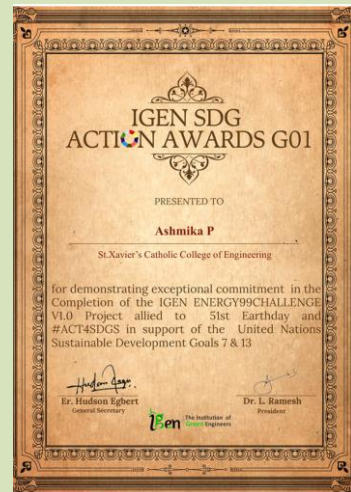 IGEN SDG
ACTION AWARDS G01
PRESENTED TO
Ashmika P
St.Xavier's Catholic College of Engineering
for demonstrating exceptional commitment in the
Completion of the IGEN ENERGY99CHALLENGE
V1.0 Project allied to 51st Earthday and
#ACT4SDGS in support of the United Nations
Sustainable Development Goals 7 & 13
Er. Hudson Egbert
General Secretary
Dr. L. Ramesh
President
IGen The Institution of
Green Engineers